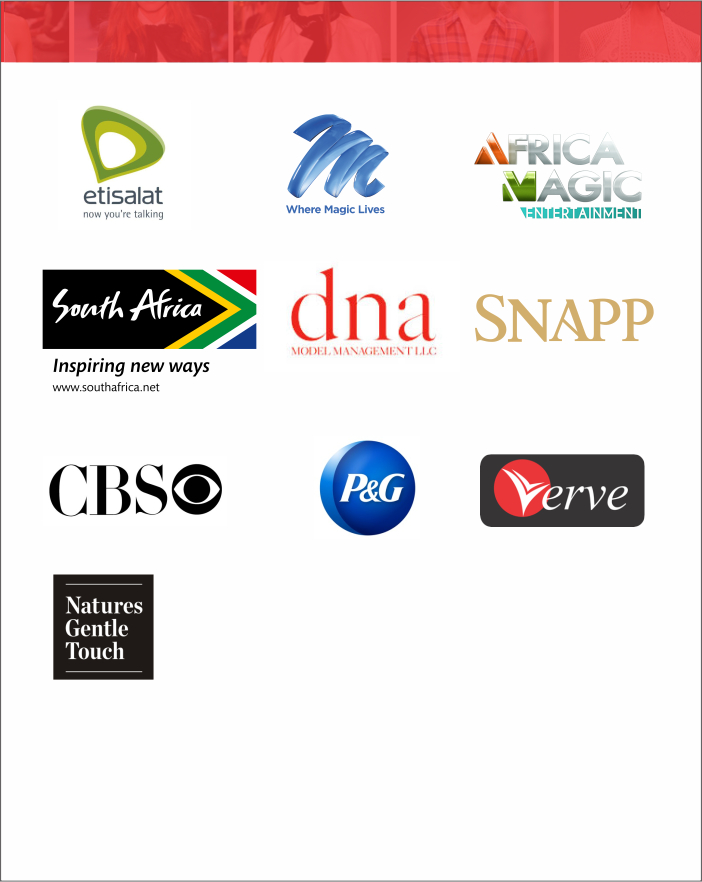 etisalat
now you're talking
Where Magic Lives
AFRICA
MAGIC
ENTERTAINMENT
South Africa
Inspiring new ways
www.southafrica.net
dna
MODEL MANAGEMENT LLC
SNAPP
CBS
P&G
Verve
Natures
Gentle
Touch